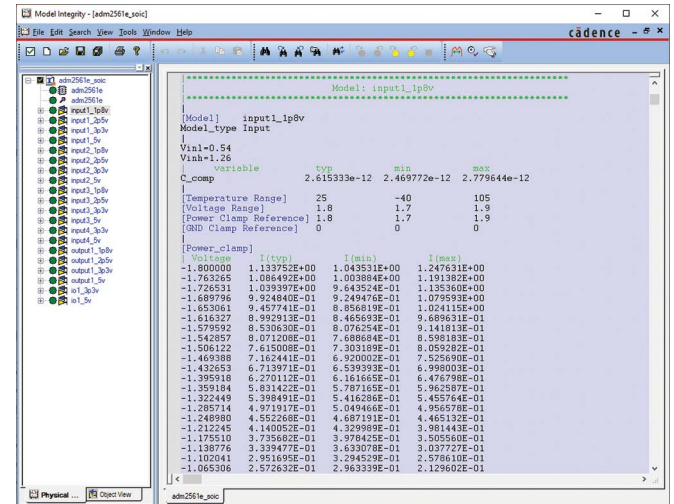 Model Integrity - [adm2561e_soic]
File Edit Search View Tools Window Help
cādence
adm2561e_soic
adm2561e
adm2561e
input1_1p8v
input1_2p5v
input1_3p3v
input1_5v
input2_1p8v
input2_2p5v
input2_3p3v
input2_5v
input3_1p8v
input3_2p5v
input3_3p3v
input3_5v
input4_3p3v
input4_5v
output1_1p8v
output1_2p5v
output1_3p3v
output1_5v
io1_3p3v
io1_5v
Physical ... Object View
|************************************************************
Model: input1_1p8v
|************************************************************
|
[Model] input1_1p8v
Model_type Input
|
Vinl=0.54
Vinh=1.26
| variable typ min max
C_comp 2.615333e-12 2.469772e-12 2.779644e-12
|
[Temperature Range] 25 -40 105
[Voltage Range] 1.8 1.7 1.9
[Power Clamp Reference] 1.8 1.7 1.9
[GND Clamp Reference] 0 0 0
|
[Power_clamp]
| Voltage I(typ) I(min) I(max)
-1.800000 1.133752E+00 1.043531E+00 1.247631E+00
-1.763265 1.086492E+00 1.003884E+00 1.191382E+00
-1.726531 1.039397E+00 9.643524E-01 1.135360E+00
-1.689796 9.924840E-01 9.249476E-01 1.079593E+00
-1.653061 9.457741E-01 8.856819E-01 1.024115E+00
-1.616327 8.992913E-01 8.465693E-01 9.689631E-01
-1.579592 8.530630E-01 8.076254E-01 9.141813E-01
-1.542857 8.071208E-01 7.688684E-01 8.598183E-01
-1.506122 7.615008E-01 7.303189E-01 8.059282E-01
-1.469388 7.162441E-01 6.920002E-01 7.525690E-01
-1.432653 6.713971E-01 6.539393E-01 6.998003E-01
-1.395918 6.270112E-01 6.161665E-01 6.476798E-01
-1.359184 5.831422E-01 5.787165E-01 5.962587E-01
-1.322449 5.398491E-01 5.416286E-01 5.455764E-01
-1.285714 4.971917E-01 5.049466E-01 4.956578E-01
-1.248980 4.552268E-01 4.687191E-01 4.465132E-01
-1.212245 4.140052E-01 4.329989E-01 3.981443E-01
-1.175510 3.735682E-01 3.978425E-01 3.505560E-01
-1.138776 3.339477E-01 3.633078E-01 3.037727E-01
-1.102041 2.951695E-01 3.294529E-01 2.578610E-01
-1.065306 2.572632E-01 2.963339E-01 2.129602E-01
adm2561e_soic